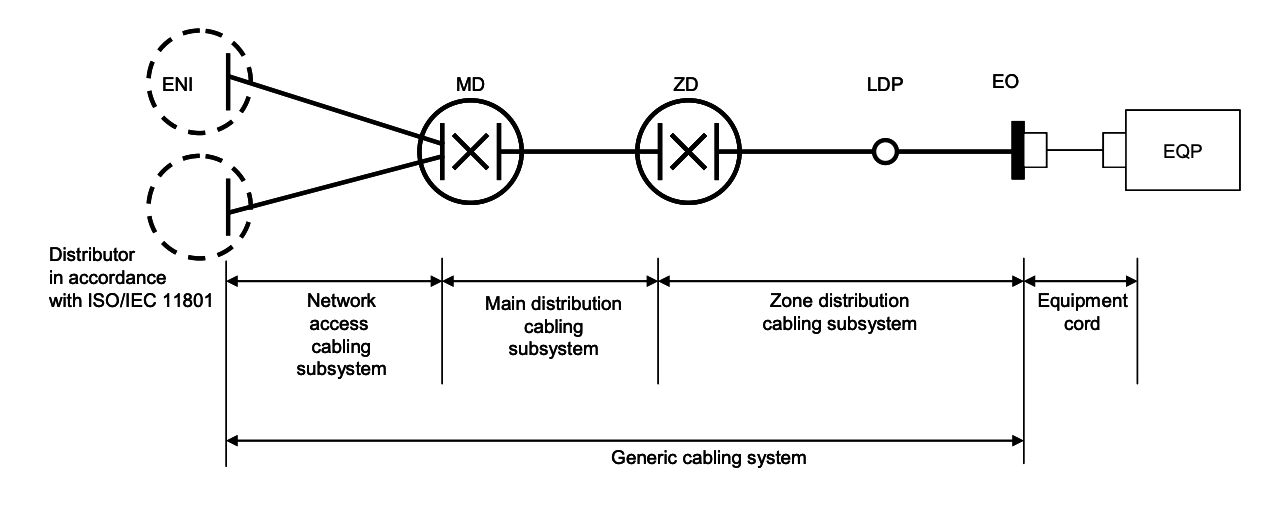 ENI
MD
ZD
LDP
EO
EQP
Distributor
in accordance
with ISO/IEC 11801
Network
access
cabling
subsystem
Main distribution
cabling
subsystem
Zone distribution
cabling subsystem
Equipment
cord
Generic cabling system